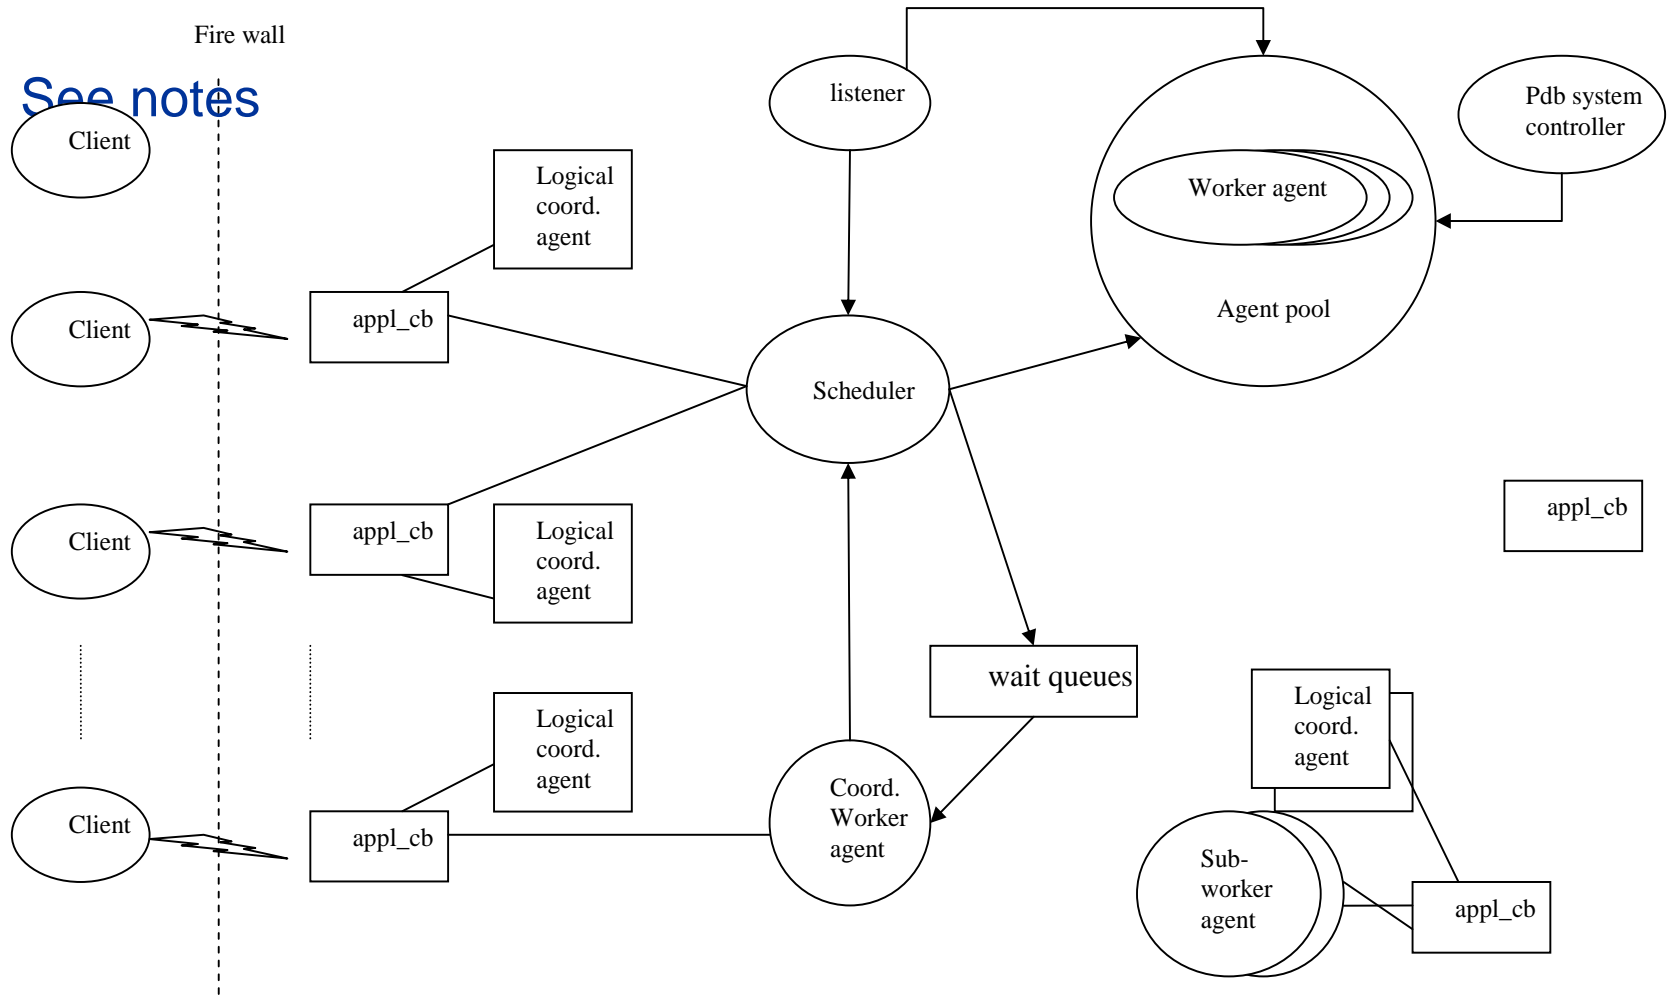 Fire wall
See notes
listener
Pdb system
controller
Client
Logical
coord.
agent
Worker agent
Client
appl_cb
Agent pool
Scheduler
Client
appl_cb
Logical
coord.
agent
appl_cb
wait queues
Logical
coord.
agent
Logical
coord.
agent
Client
appl_cb
Coord.
Worker
agent
Sub-
worker
agent
appl_cb